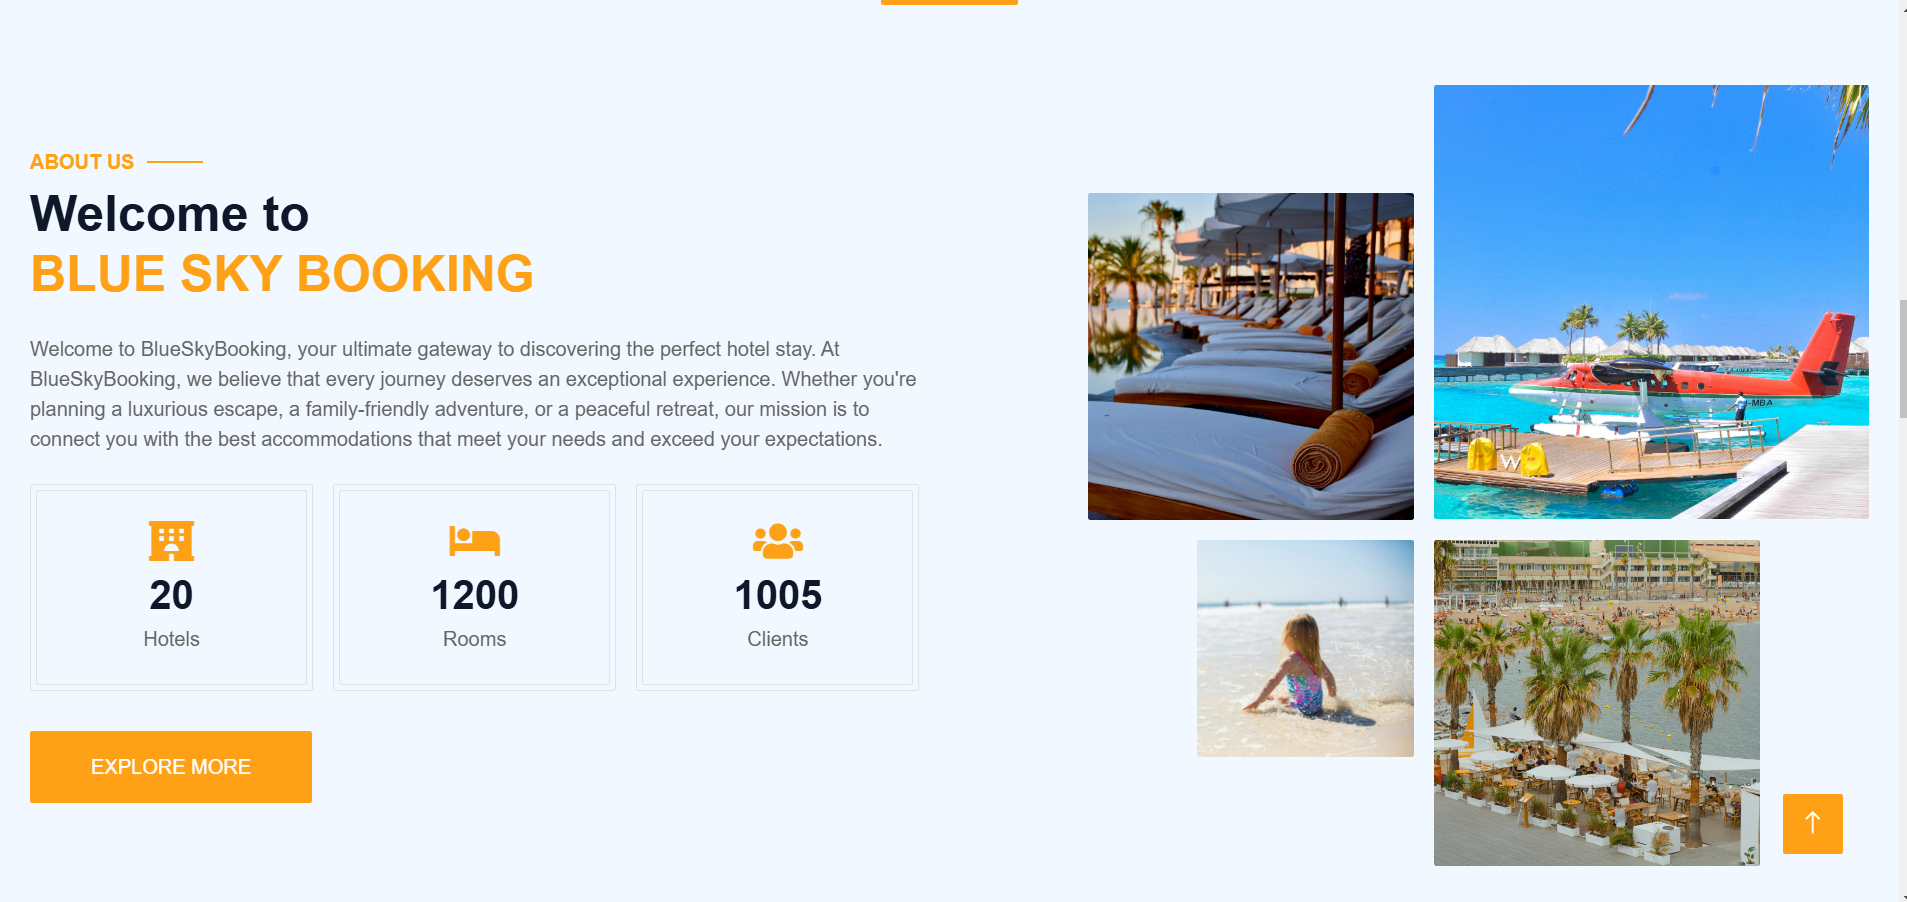 ABOUT US
Welcome to
BLUE SKY BOOKING
Welcome to BlueSkyBooking, your ultimate gateway to discovering the perfect hotel stay. At
BlueSkyBooking, we believe that every journey deserves an exceptional experience. Whether you're
planning a luxurious escape, a family-friendly adventure, or a peaceful retreat, our mission is to
connect you with the best accommodations that meet your needs and exceed your expectations.
20
Hotels
1200
Rooms
1005
Clients
EXPLORE MORE
-MBA
W